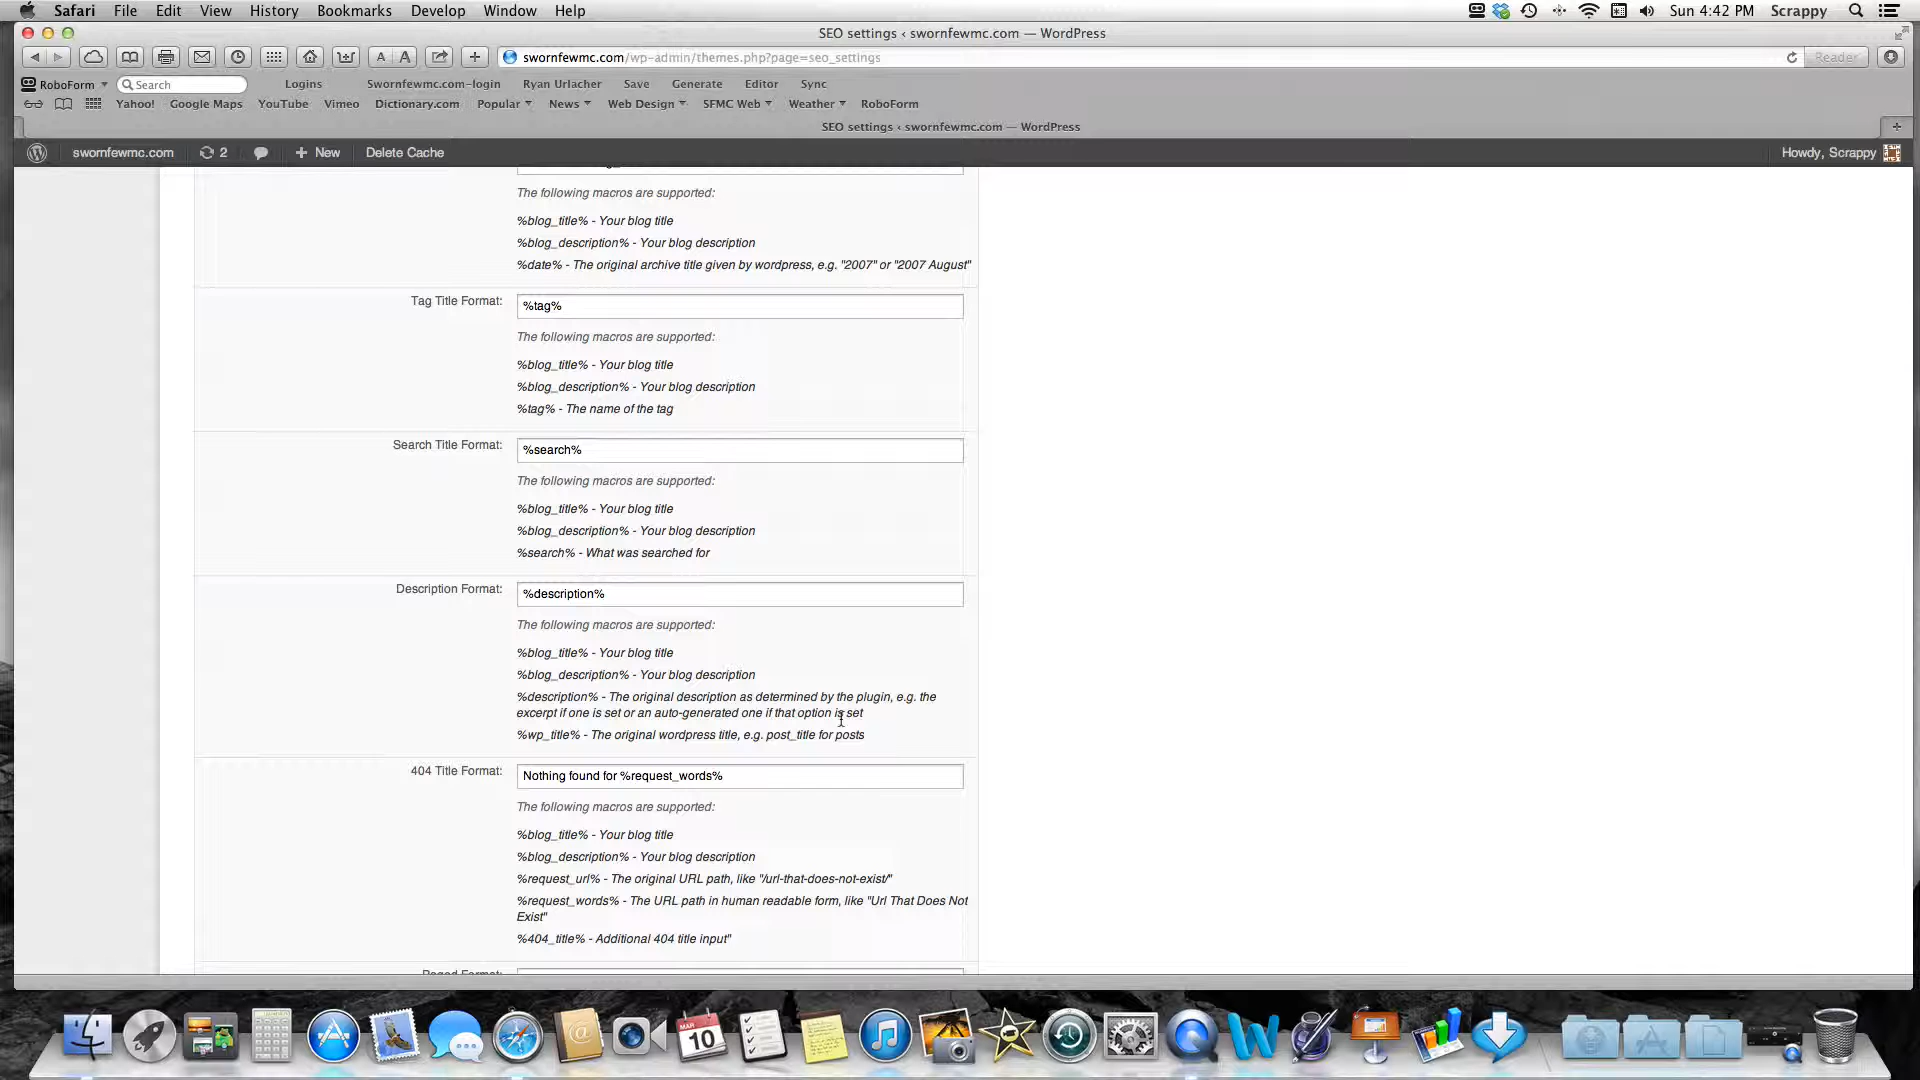 Safari File Edit View History Bookmarks Develop Window Help Sun 4:42 PM Scrappy
SEO settings ‹ swornfewmc.com — WordPress
A A swornfewmc.com/wp-admin/themes.php?page=seo_settings Reader
RoboForm Search Logins Swornfewmc.com-login Ryan Urlacher Save Generate Editor Sync
Yahoo! Google Maps YouTube Vimeo Dictionary.com Popular News Web Design SFMC Web Weather RoboForm
SEO settings ‹ swornfewmc.com — WordPress
swornfewmc.com 2 + New Delete Cache Howdy, Scrappy
The following macros are supported:
%blog_title% - Your blog title
%blog_description% - Your blog description
%date% - The original archive title given by wordpress, e.g. "2007" or "2007 August"
Tag Title Format: %tag%
The following macros are supported:
%blog_title% - Your blog title
%blog_description% - Your blog description
%tag% - The name of the tag
Search Title Format: %search%
The following macros are supported:
%blog_title% - Your blog title
%blog_description% - Your blog description
%search% - What was searched for
Description Format: %description%
The following macros are supported:
%blog_title% - Your blog title
%blog_description% - Your blog description
%description% - The original description as determined by the plugin, e.g. the
excerpt if one is set or an auto-generated one if that option is set
%wp_title% - The original wordpress title, e.g. post_title for posts
404 Title Format: Nothing found for %request_words%
The following macros are supported:
%blog_title% - Your blog title
%blog_description% - Your blog description
%request_url% - The original URL path, like "/url-that-does-not-exist/"
%request_words% - The URL path in human readable form, like "Url That Does Not
Exist"
%404_title% - Additional 404 title input"
Paged Format:
MAR
10